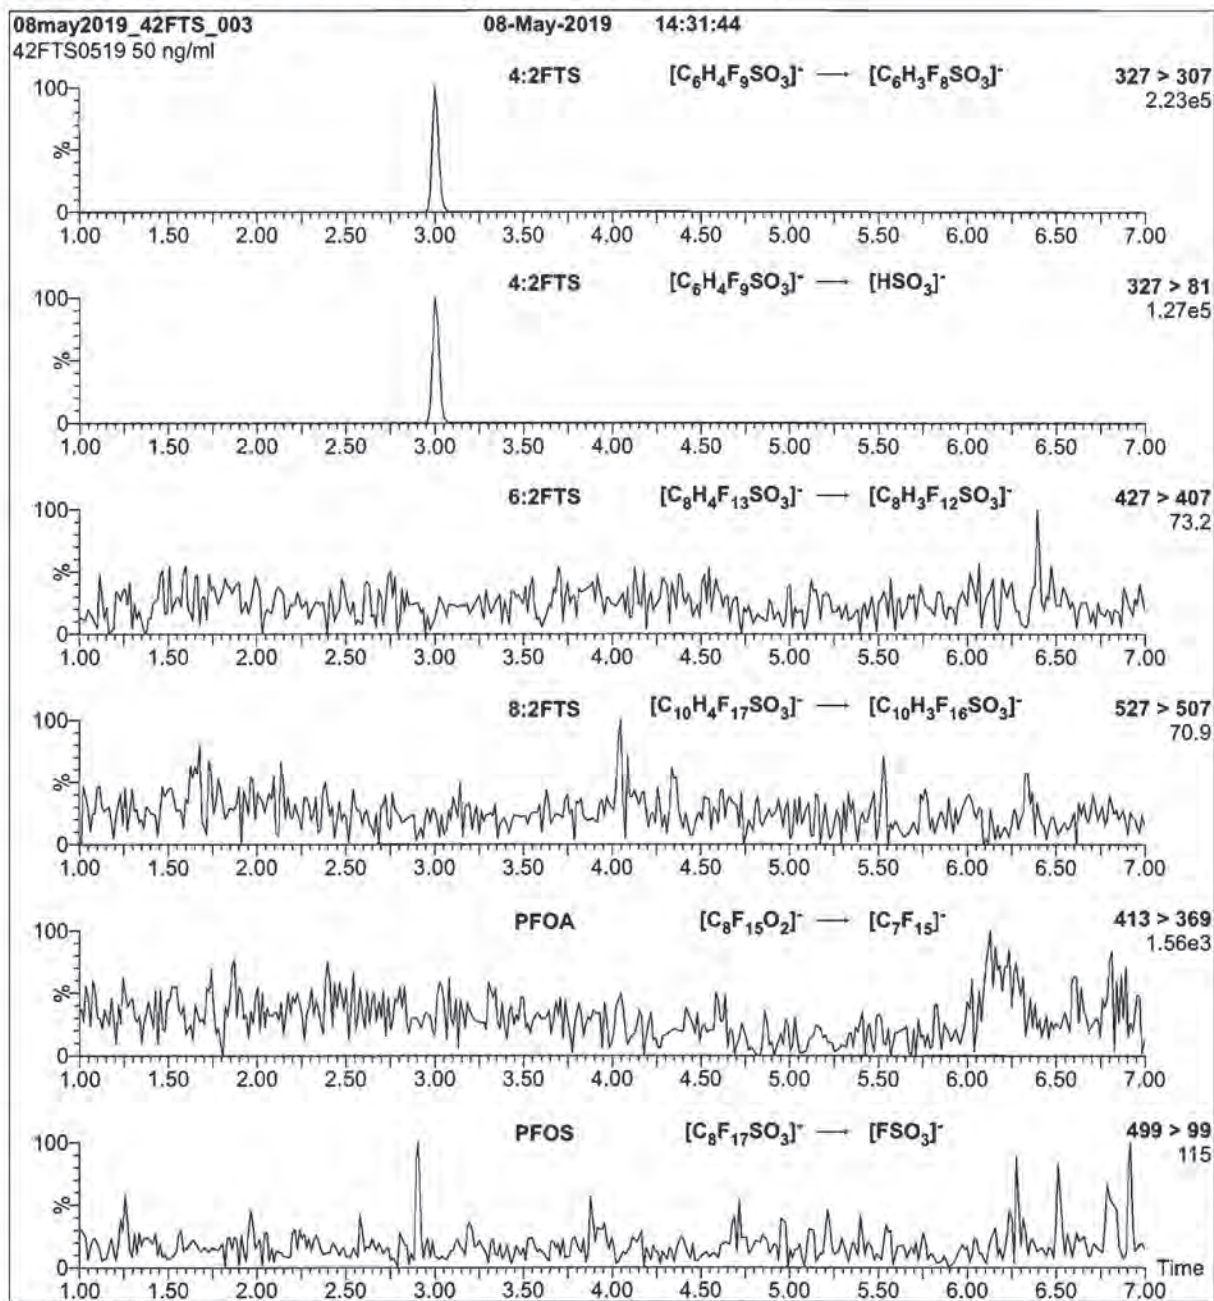 08may2019_42FTS_003 08-May-2019 14:31:44
42FTS0519 50 ng/ml
4:2FTS [C₆H₄F₉SO₃]⁻ → [C₆H₃F₈SO₃]⁻ 327 > 307
2.23e5
100
%
0
1.00 1.50 2.00 2.50 3.00 3.50 4.00 4.50 5.00 5.50 6.00 6.50 7.00
4:2FTS [C₆H₄F₉SO₃]⁻ → [HSO₃]⁻ 327 > 81
1.27e5
100
%
0
1.00 1.50 2.00 2.50 3.00 3.50 4.00 4.50 5.00 5.50 6.00 6.50 7.00
6:2FTS [C₈H₄F₁₃SO₃]⁻ → [C₈H₃F₁₂SO₃]⁻ 427 > 407
73.2
100
%
0
1.00 1.50 2.00 2.50 3.00 3.50 4.00 4.50 5.00 5.50 6.00 6.50 7.00
8:2FTS [C₁₀H₄F₁₇SO₃]⁻ → [C₁₀H₃F₁₆SO₃]⁻ 527 > 507
70.9
100
%
0
1.00 1.50 2.00 2.50 3.00 3.50 4.00 4.50 5.00 5.50 6.00 6.50 7.00
PFOA [C₈F₁₅O₂]⁻ → [C₇F₁₅]⁻ 413 > 369
1.56e3
100
%
0
1.00 1.50 2.00 2.50 3.00 3.50 4.00 4.50 5.00 5.50 6.00 6.50 7.00
PFOS [C₈F₁₇SO₃]⁻ → [FSO₃]⁻ 499 > 99
115
100
%
0
Time
1.00 1.50 2.00 2.50 3.00 3.50 4.00 4.50 5.00 5.50 6.00 6.50 7.00